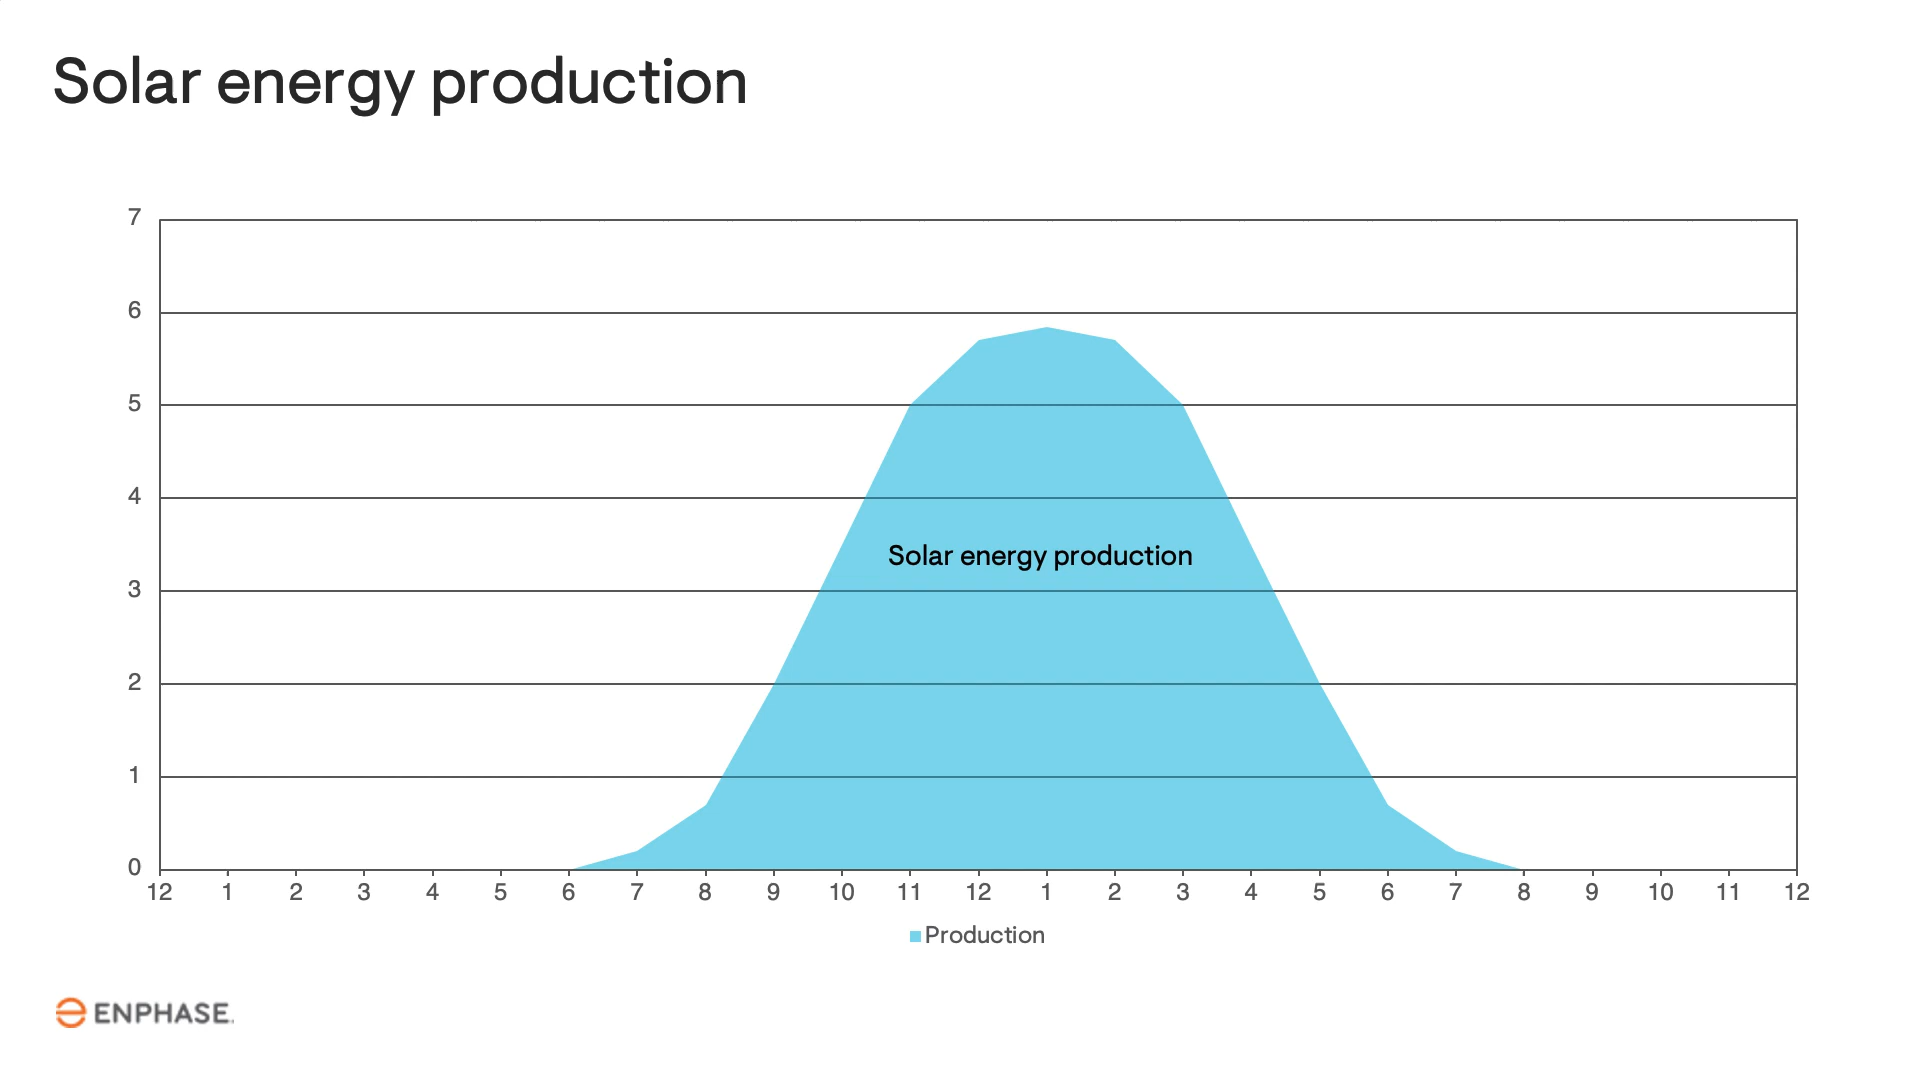 Solar energy production
7
6
5
4
3
2
1
0
Solar energy production
12 1 2 3 4 5 6 7 8 9 10 11 12 1 2 3 4 5 6 7 8 9 10 11 12
Production
ENPHASE.